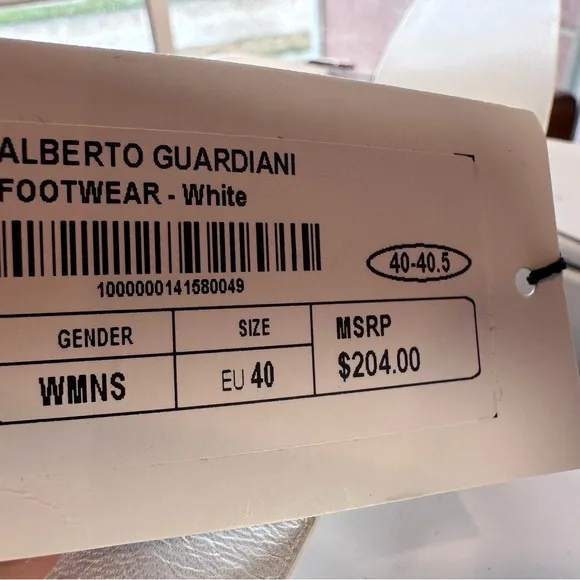 ALBERTO GUARDIANI
FOOTWEAR - White
1000000141580049
40-40.5
GENDER
SIZE
MSRP
WMNS
EU 40
$204.00